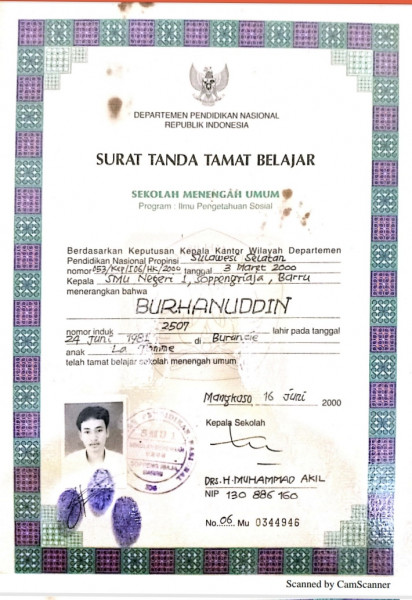 DEPARTEMEN PENDIDIKAN NASIONAL
REPUBLIK INDONESIA
SURAT TANDA TAMAT BELAJAR
SEKOLAH MENENGAH UMUM
Program : Ilmu Pengetahuan Sosial
Berdasarkan Keputusan Kepala Kantor Wilayah Departemen
Pendidikan Nasional Propinsi Sulawesi Selatan
nomor 053/Kep/I06/HK/2000 tanggal 3 Maret 2000
Kepala SMU Negeri 1, Soppengriaja, Barru
menerangkan bahwa
BURHANUDDIN
nomor induk 2507 lahir pada tanggal
24 Juni 1981 di
anak La
telah tamat belajar sekolah menengah umum
Mangkoso 16 Juni 2000
Kepala Sekolah
DRS. H. MUHAMMAD AKIL
NIP 130 886 160
No. 06 Mu 0344946
Scanned by CamScanner